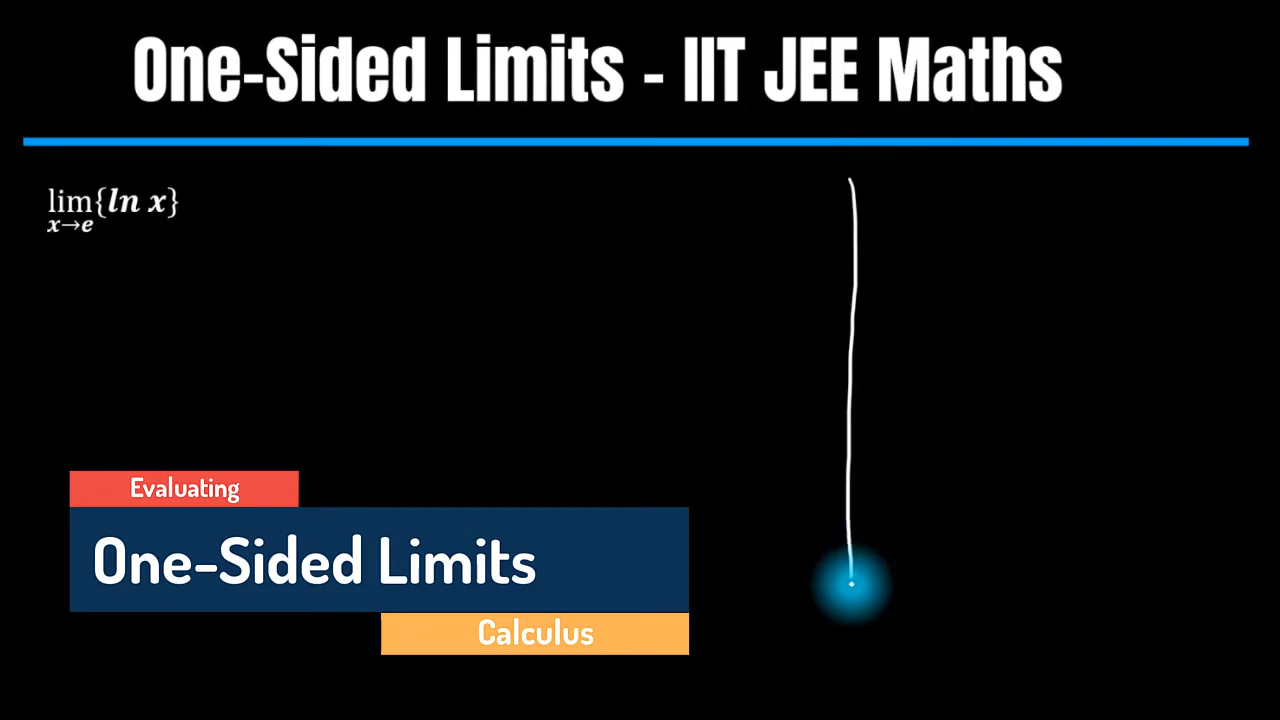 One-Sided Limits - IIT JEE Maths
lim{ln x}
x→e
Evaluating
One-Sided Limits
Calculus